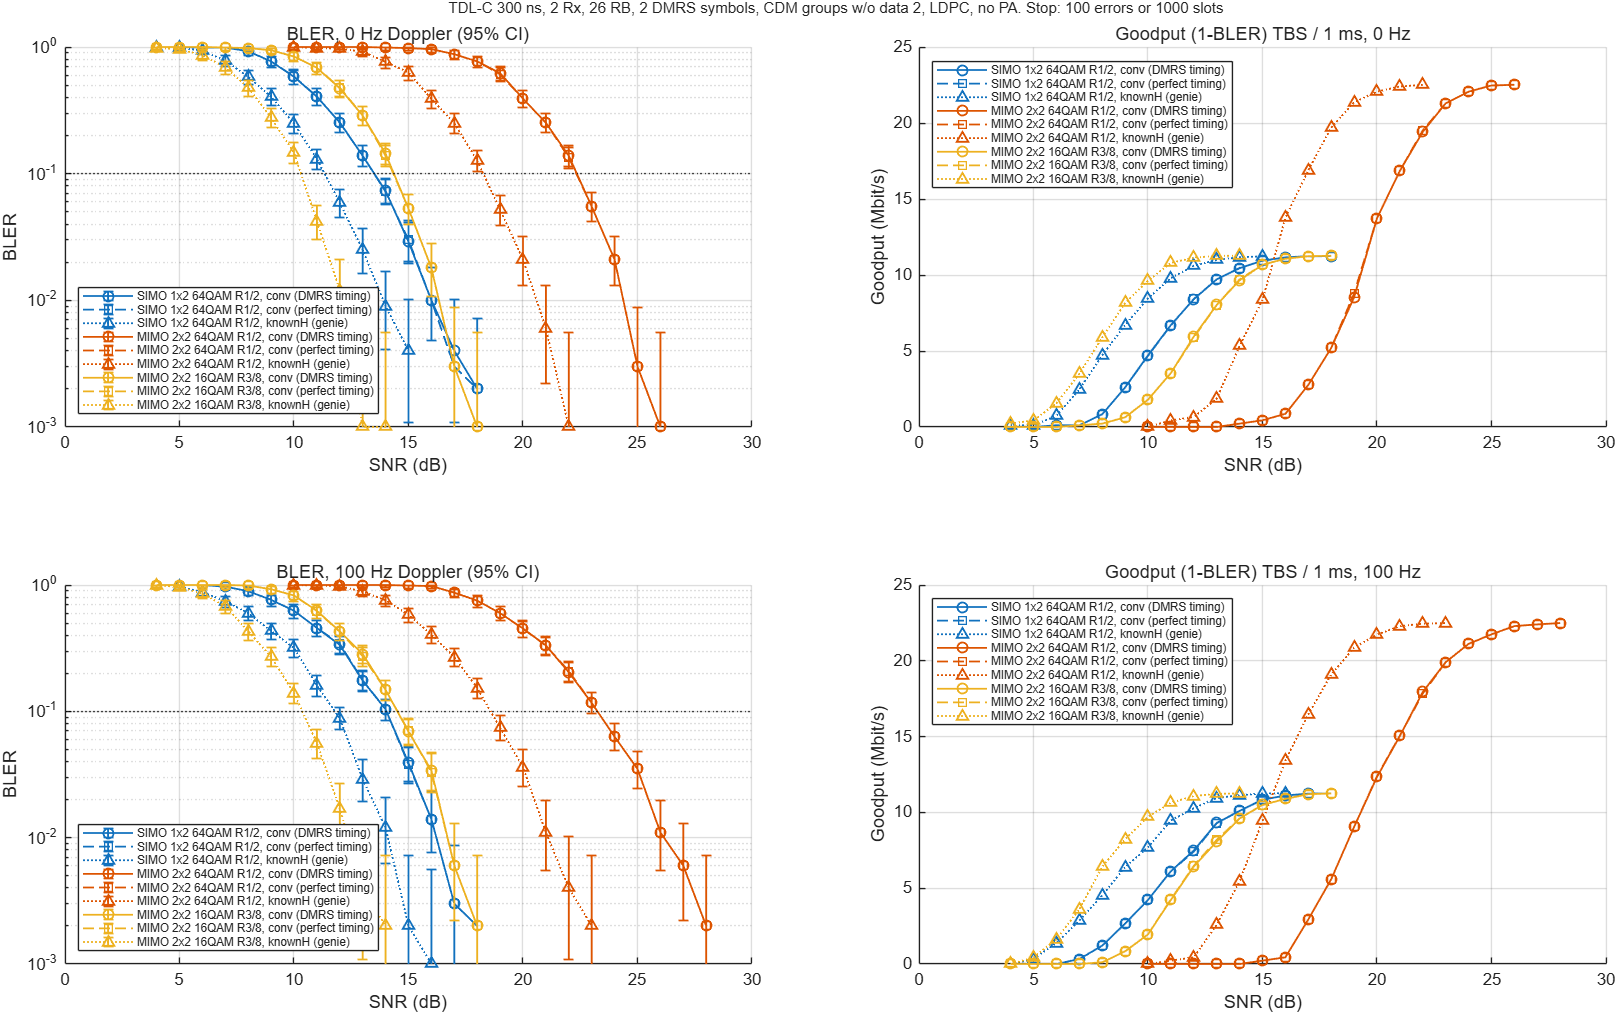 TDL-C 300 ns, 2 Rx, 26 RB, 2 DMRS symbols, CDM groups w/o data 2, LDPC, no PA. Stop: 100 errors or 1000 slots
BLER, 0 Hz Doppler (95% CI)
10^0
10^-1
10^-2
10^-3
BLER
SIMO 1x2 64QAM R1/2, conv (DMRS timing)
SIMO 1x2 64QAM R1/2, conv (perfect timing)
SIMO 1x2 64QAM R1/2, knownH (genie)
MIMO 2x2 64QAM R1/2, conv (DMRS timing)
MIMO 2x2 64QAM R1/2, conv (perfect timing)
MIMO 2x2 64QAM R1/2, knownH (genie)
MIMO 2x2 16QAM R3/8, conv (DMRS timing)
MIMO 2x2 16QAM R3/8, conv (perfect timing)
MIMO 2x2 16QAM R3/8, knownH (genie)
0 5 10 15 20 25 30
SNR (dB)
Goodput (1-BLER) TBS / 1 ms, 0 Hz
25
20
15
10
5
0
Goodput (Mbit/s)
SIMO 1x2 64QAM R1/2, conv (DMRS timing)
SIMO 1x2 64QAM R1/2, conv (perfect timing)
SIMO 1x2 64QAM R1/2, knownH (genie)
MIMO 2x2 64QAM R1/2, conv (DMRS timing)
MIMO 2x2 64QAM R1/2, conv (perfect timing)
MIMO 2x2 64QAM R1/2, knownH (genie)
MIMO 2x2 16QAM R3/8, conv (DMRS timing)
MIMO 2x2 16QAM R3/8, conv (perfect timing)
MIMO 2x2 16QAM R3/8, knownH (genie)
0 5 10 15 20 25 30
SNR (dB)
BLER, 100 Hz Doppler (95% CI)
10^0
10^-1
10^-2
10^-3
BLER
SIMO 1x2 64QAM R1/2, conv (DMRS timing)
SIMO 1x2 64QAM R1/2, conv (perfect timing)
SIMO 1x2 64QAM R1/2, knownH (genie)
MIMO 2x2 64QAM R1/2, conv (DMRS timing)
MIMO 2x2 64QAM R1/2, conv (perfect timing)
MIMO 2x2 64QAM R1/2, knownH (genie)
MIMO 2x2 16QAM R3/8, conv (DMRS timing)
MIMO 2x2 16QAM R3/8, conv (perfect timing)
MIMO 2x2 16QAM R3/8, knownH (genie)
0 5 10 15 20 25 30
SNR (dB)
Goodput (1-BLER) TBS / 1 ms, 100 Hz
25
20
15
10
5
0
Goodput (Mbit/s)
SIMO 1x2 64QAM R1/2, conv (DMRS timing)
SIMO 1x2 64QAM R1/2, conv (perfect timing)
SIMO 1x2 64QAM R1/2, knownH (genie)
MIMO 2x2 64QAM R1/2, conv (DMRS timing)
MIMO 2x2 64QAM R1/2, conv (perfect timing)
MIMO 2x2 64QAM R1/2, knownH (genie)
MIMO 2x2 16QAM R3/8, conv (DMRS timing)
MIMO 2x2 16QAM R3/8, conv (perfect timing)
MIMO 2x2 16QAM R3/8, knownH (genie)
0 5 10 15 20 25 30
SNR (dB)